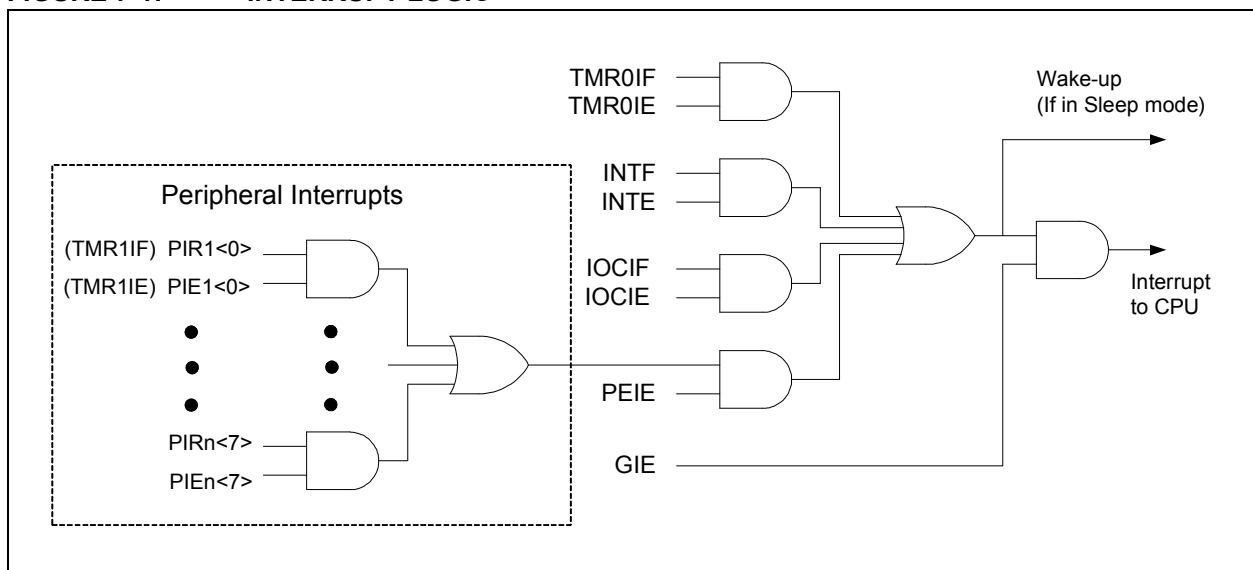 TMR0IF
TMR0IE
Wake-up
(If in Sleep mode)
INTF
INTE
Peripheral Interrupts
(TMR1IF) PIR1<0>
(TMR1IE) PIE1<0>
IOCIF
IOCIE
Interrupt
to CPU
PEIE
PIRn<7>
PIEn<7>
GIE